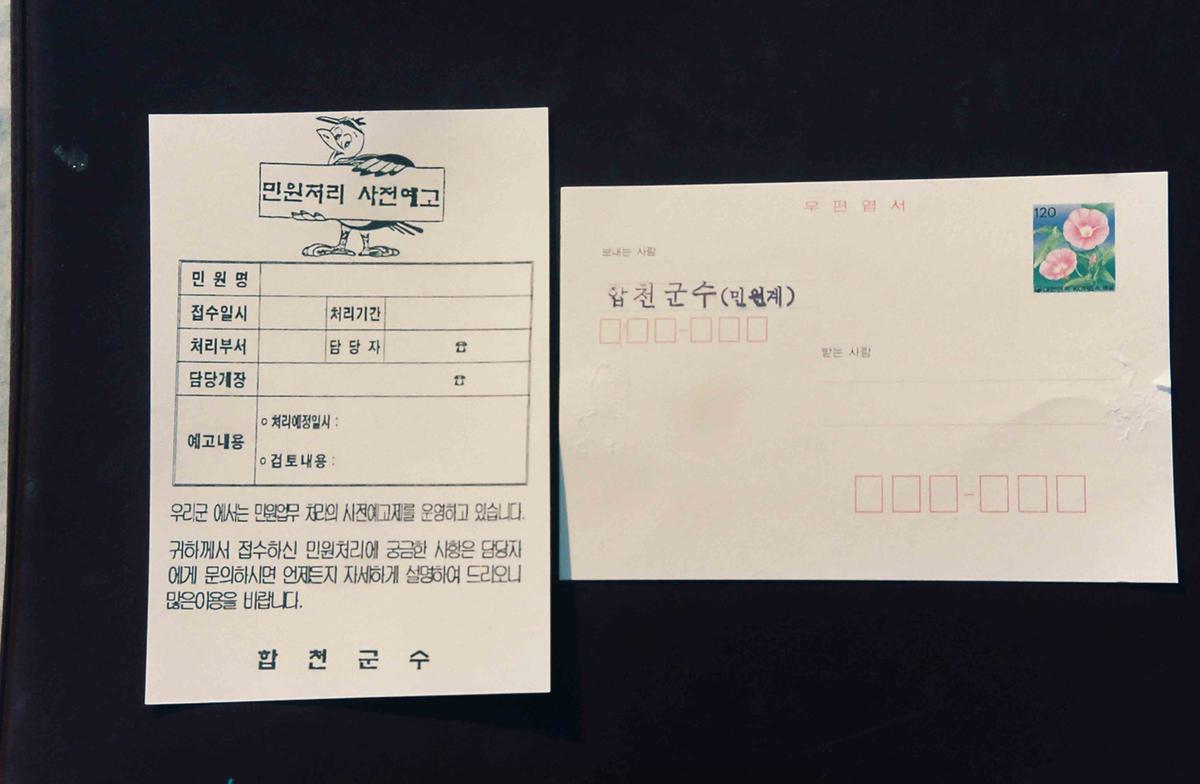 민원처리 사전예고
민 원 명
접수일시 처리기간
처리부서 담 당 자 ☎
담당계장 ☎
예고내용
○ 처리예정일시 :
○ 검토내용 :
우리군 에서는 민원업무 처리의 사전예고제를 운영하고 있습니다.
귀하께서 접수하신 민원처리에 궁금한 사항은 담당자
에게 문의하시면 언제든지 자세하게 설명하여 드리오니
많은이용을 바랍니다.
합 천 군 수
우 편 엽 서
120
대한민국 KOREA
보내는 사람
합천군수(민원계)
받는 사람